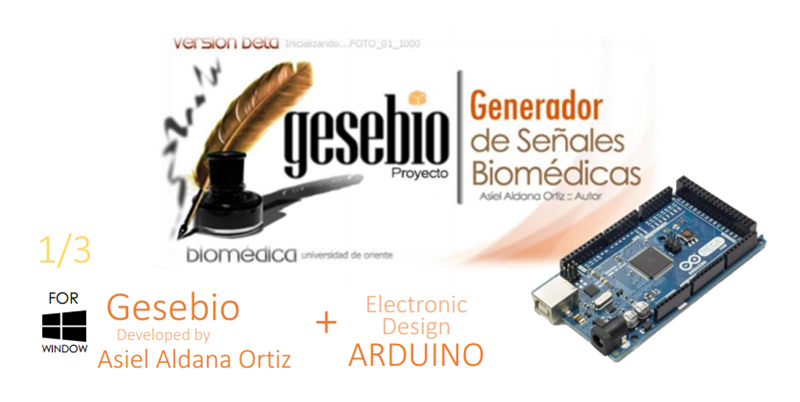 version beta Inicializando...FOTO_01_1000
gesebio
Proyecto
Generador
de Señales
Biomédicas
Asiel Aldana Ortiz :: Autor
biomédica universidad de oriente
1/3
FOR
WINDOW
Gesebio
Developed by
Asiel Aldana Ortiz
+
Electronic
Design
ARDUINO